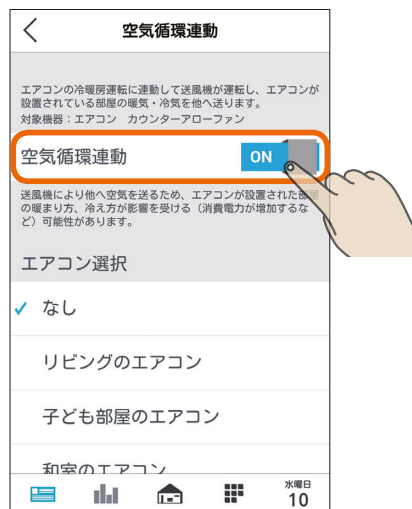 空気循環連動
エアコンの冷暖房運転に連動して送風機が運転し、エアコンが
設置されている部屋の暖気・冷気を他へ送ります。
対象機器：エアコン　カウンターアローファン
空気循環連動
ON
送風機により他へ空気を送るため、エアコンが設置された部屋
の暖まり方、冷え方が影響を受ける（消費電力が増加するな
ど）可能性があります。
エアコン選択
なし
リビングのエアコン
子ども部屋のエアコン
和室のエアコン
水曜日
10